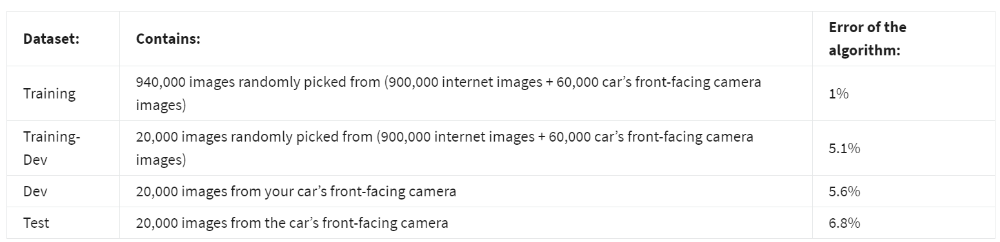 Dataset:
Contains:
Error of the
algorithm:
Training
940,000 images randomly picked from (900,000 internet images + 60,000 car’s front-facing camera
images)
1%
Training-
Dev
20,000 images randomly picked from (900,000 internet images + 60,000 car’s front-facing camera
images)
5.1%
Dev
20,000 images from your car’s front-facing camera
5.6%
Test
20,000 images from the car’s front-facing camera
6.8%